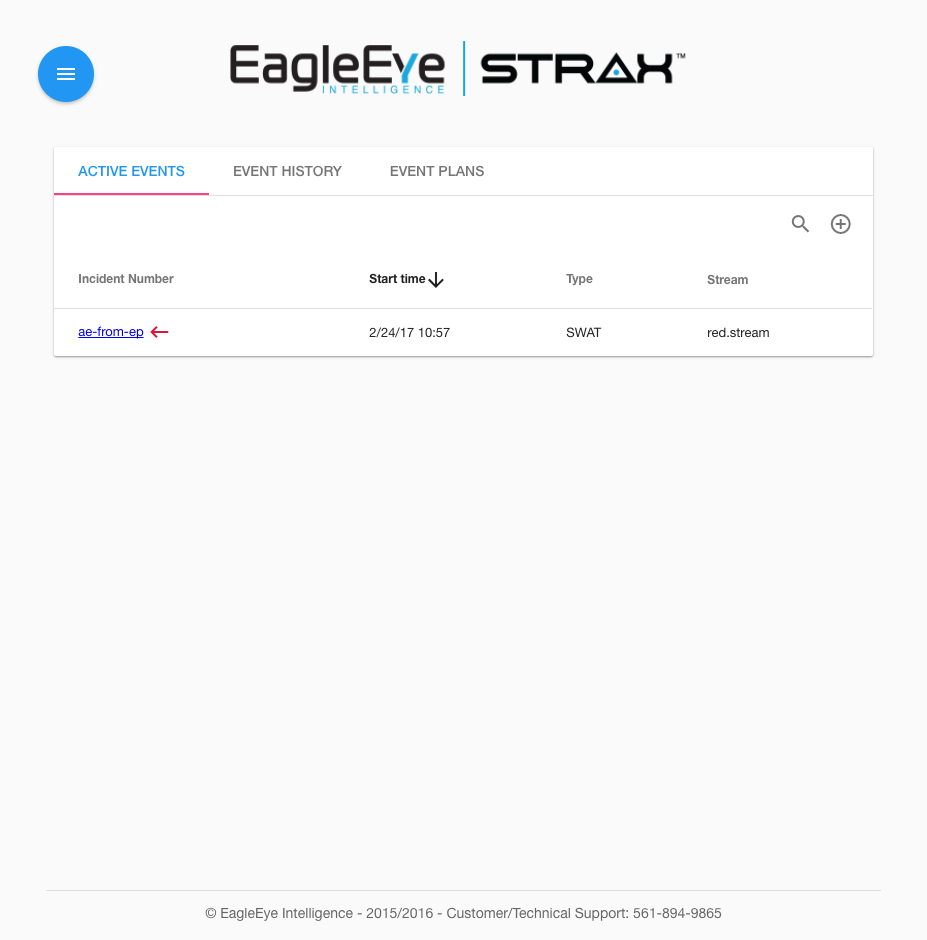 EagleEye
INTELLIGENCE
STRAX™
ACTIVE EVENTS EVENT HISTORY EVENT PLANS
Incident Number Start time Type Stream
ae-from-ep 2/24/17 10:57 SWAT red.stream
© EagleEye Intelligence - 2015/2016 - Customer/Technical Support: 561-894-9865